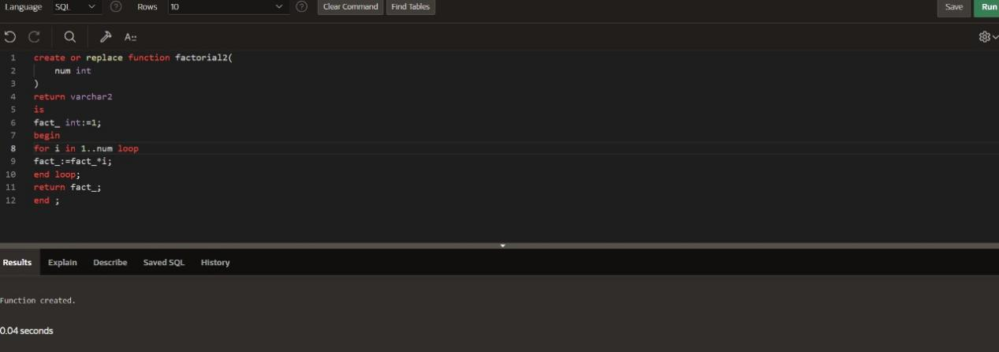 Language SQL ? Rows 10 ? Clear Command Find Tables Save Run
A::
1 create or replace function factorial2(
2     num int
3 )
4 return varchar2
5 is
6 fact_ int:=1;
7 begin
8 for i in 1..num loop
9 fact_:=fact_*i;
10 end loop;
11 return fact_;
12 end ;
Results Explain Describe Saved SQL History
Function created.
0.04 seconds